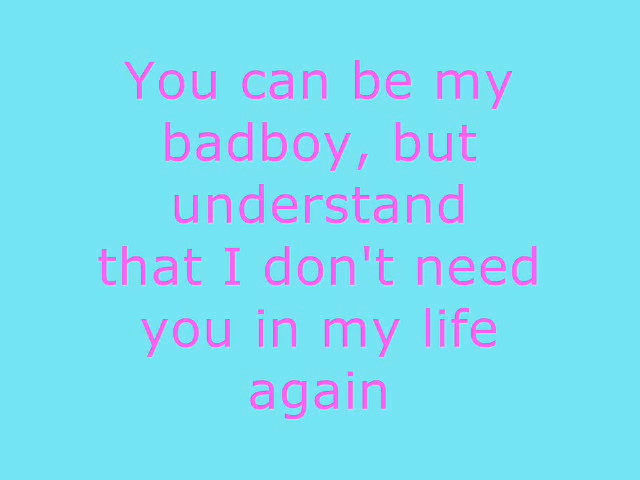 You can be my
badboy, but
understand
that I don't need
you in my life
again